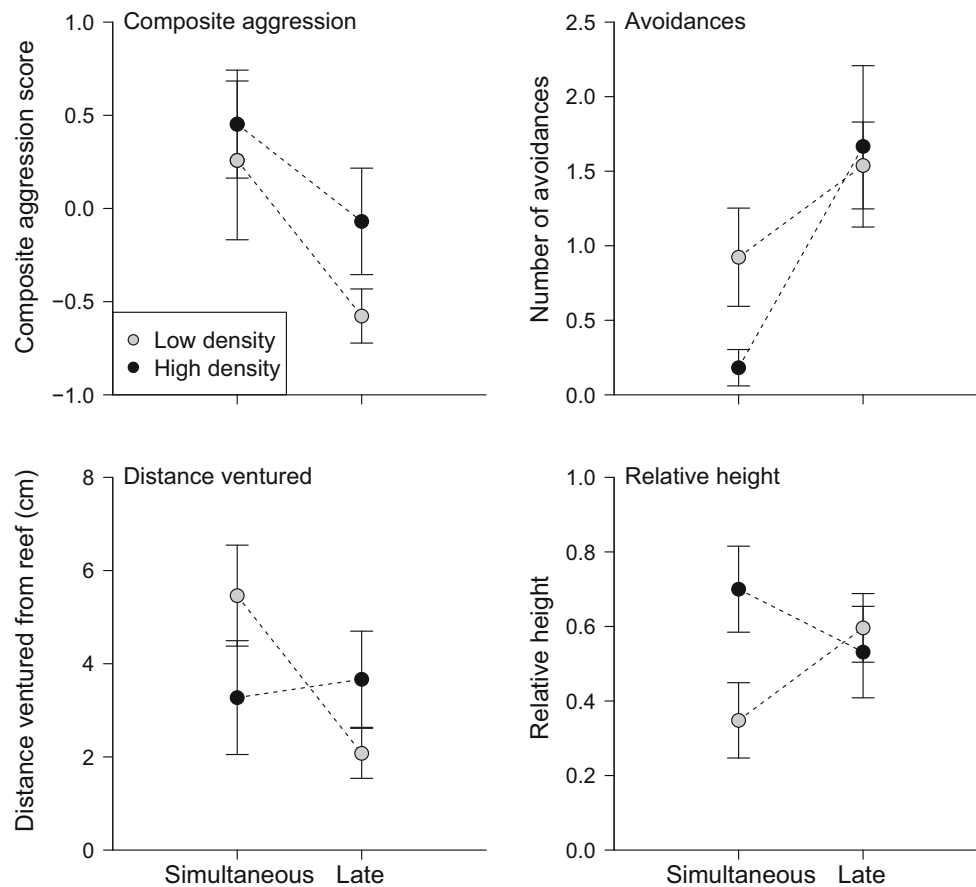 Composite aggression
Composite aggression score
1.0
0.5
0.0
−0.5
−1.0
Low density
High density
Avoidances
Number of avoidances
2.5
2.0
1.5
1.0
0.5
0.0
Distance ventured
Distance ventured from reef (cm)
8
6
4
2
0
Simultaneous Late
Relative height
Relative height
1.0
0.8
0.6
0.4
0.2
0.0
Simultaneous Late